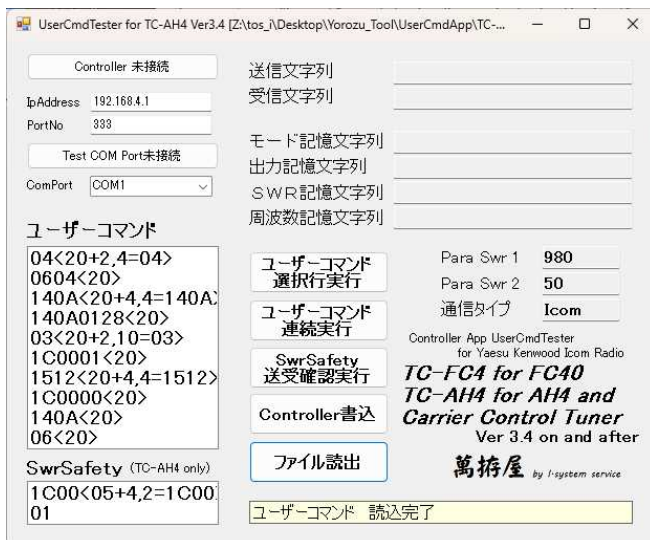 UserCmdTester for TC-AH4 Ver3.4 [Z:\tos_i\Desktop\Yorozu_Tool\UserCmdApp\TC-...
Controller 未接続
IpAddress 192.168.4.1
PortNo 333
Test COM Port未接続
ComPort COM1
ユーザーコマンド
04<20+2,4=04>
0604<20>
140A<20+4,4=140A>
140A0128<20>
03<20+2,10=03>
1C0001<20>
1512<20+4,4=1512>
1C0000<20>
140A<20>
06<20>
SwrSafety (TC-AH4 only)
1C00<05+4,2=1C00
01
送信文字列
受信文字列
モード記憶文字列
出力記憶文字列
SWR記憶文字列
周波数記憶文字列
ユーザーコマンド
選択行実行
ユーザーコマンド
連続実行
SwrSafety
送受確認実行
Controller書込
ファイル読出
Para Swr 1 980
Para Swr 2 50
通信タイプ Icom
Controller App UserCmdTester
for Yaesu Kenwood Icom Radio
TC-FC4 for FC40
TC-AH4 for AH4 and
Carrier Control Tuner
Ver 3.4 on and after
萬拵屋 by I-system service
ユーザーコマンド 読込完了